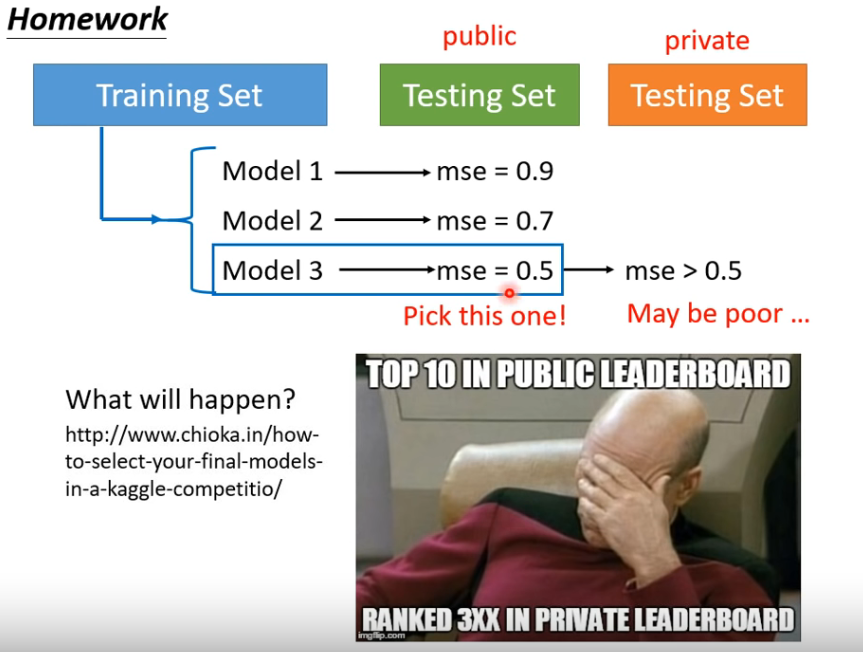 Homework
public
private
Training Set
Testing Set
Testing Set
Model 1
mse = 0.9
Model 2
mse = 0.7
Model 3
mse = 0.5
mse > 0.5
Pick this one!
May be poor ...
What will happen?
http://www.chioka.in/how-
to-select-your-final-models-
in-a-kaggle-competitio/
TOP 10 IN PUBLIC LEADERBOARD
RANKED 3XX IN PRIVATE LEADERBOARD
imgflip.com